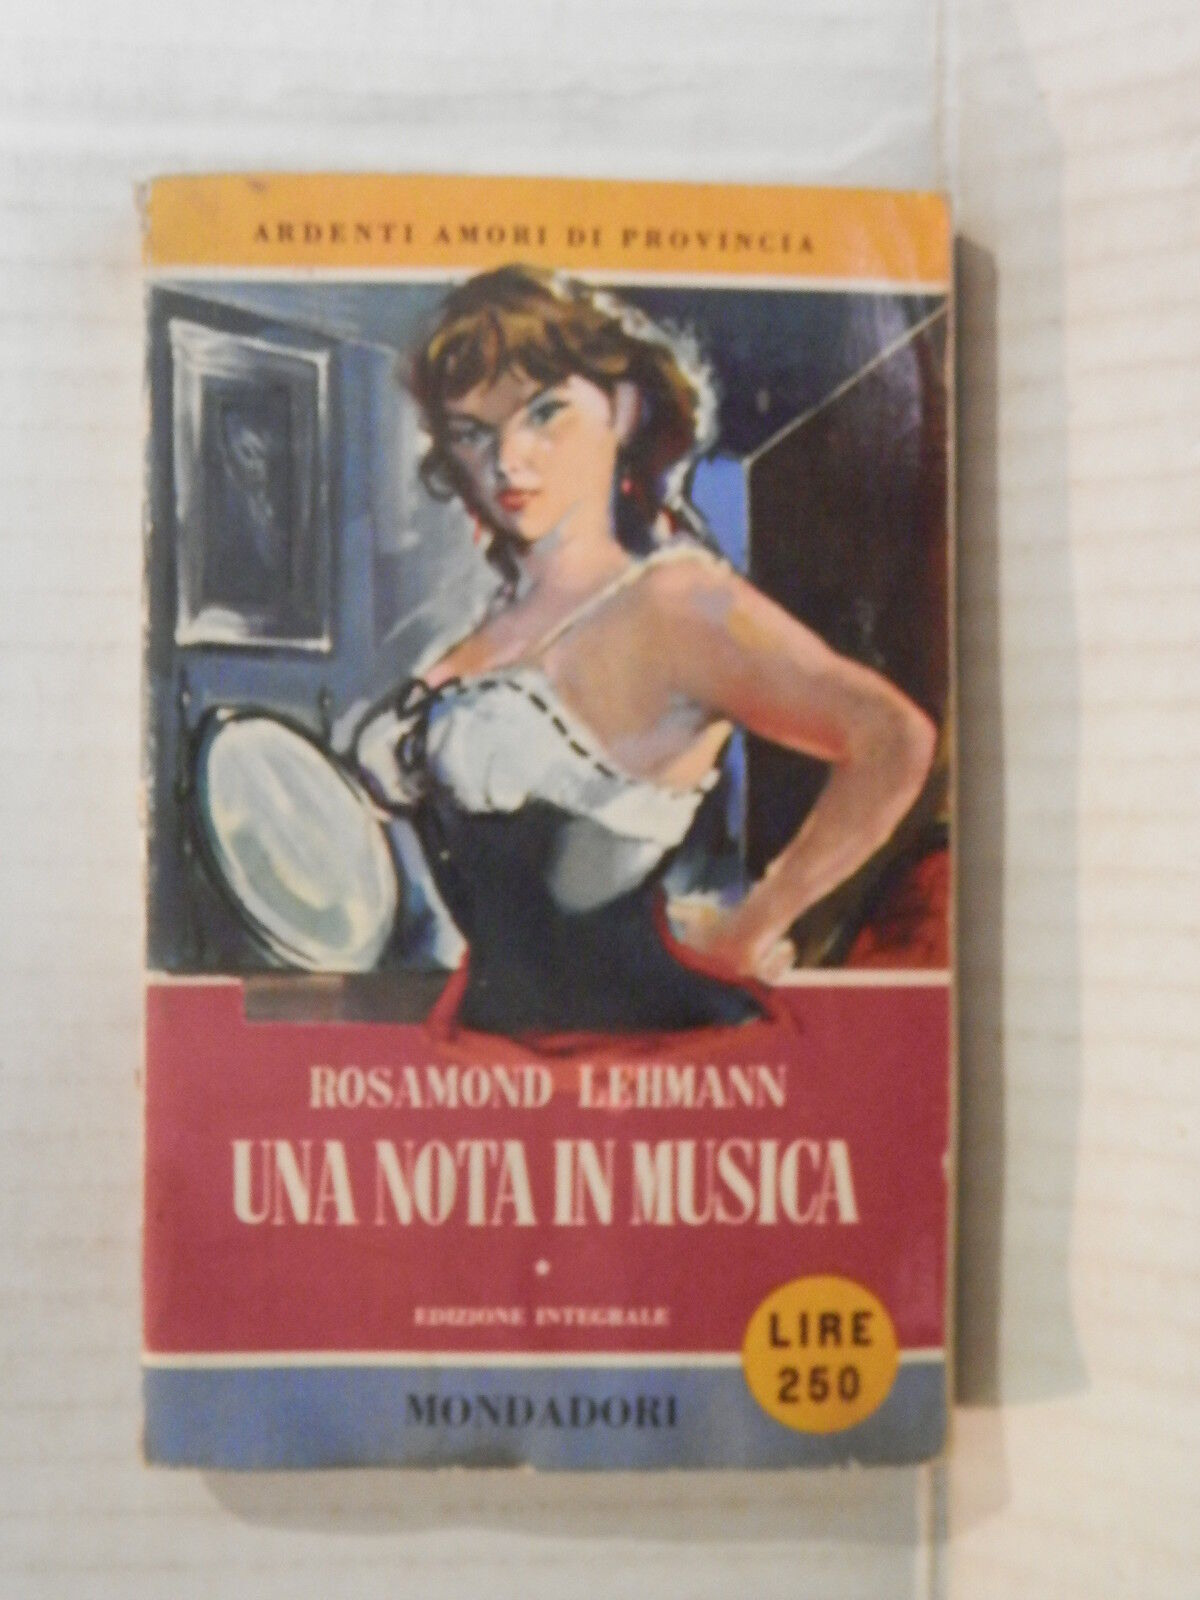 ARDENTI AMORI DI PROVINCIA
ROSAMOND LEHMANN
UNA NOTA IN MUSICA
EDIZIONE INTEGRALE
LIRE
250
MONDADORI